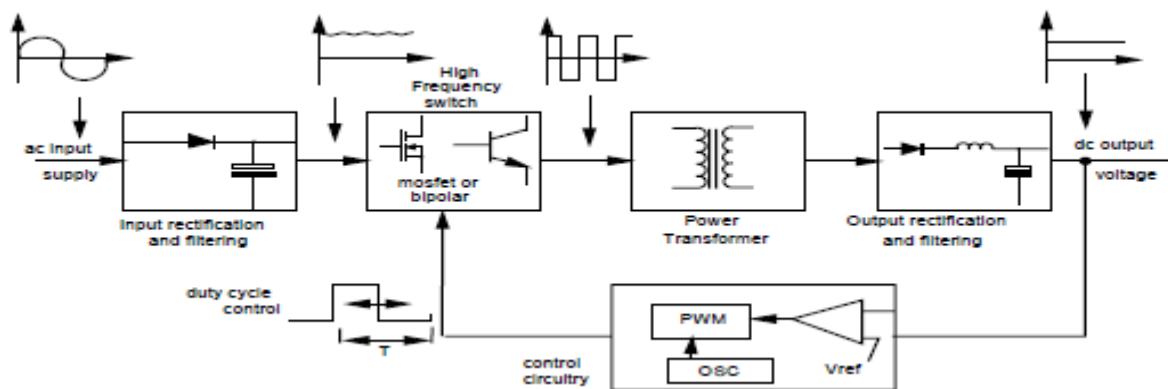 High
Frequency
switch
ac input
supply
mosfet or
bipolar
dc output
voltage
Input rectification
and filtering
Power
Transformer
Output rectification
and filtering
duty cycle
control
T
PWM
OSC
Vref
control
circuitry